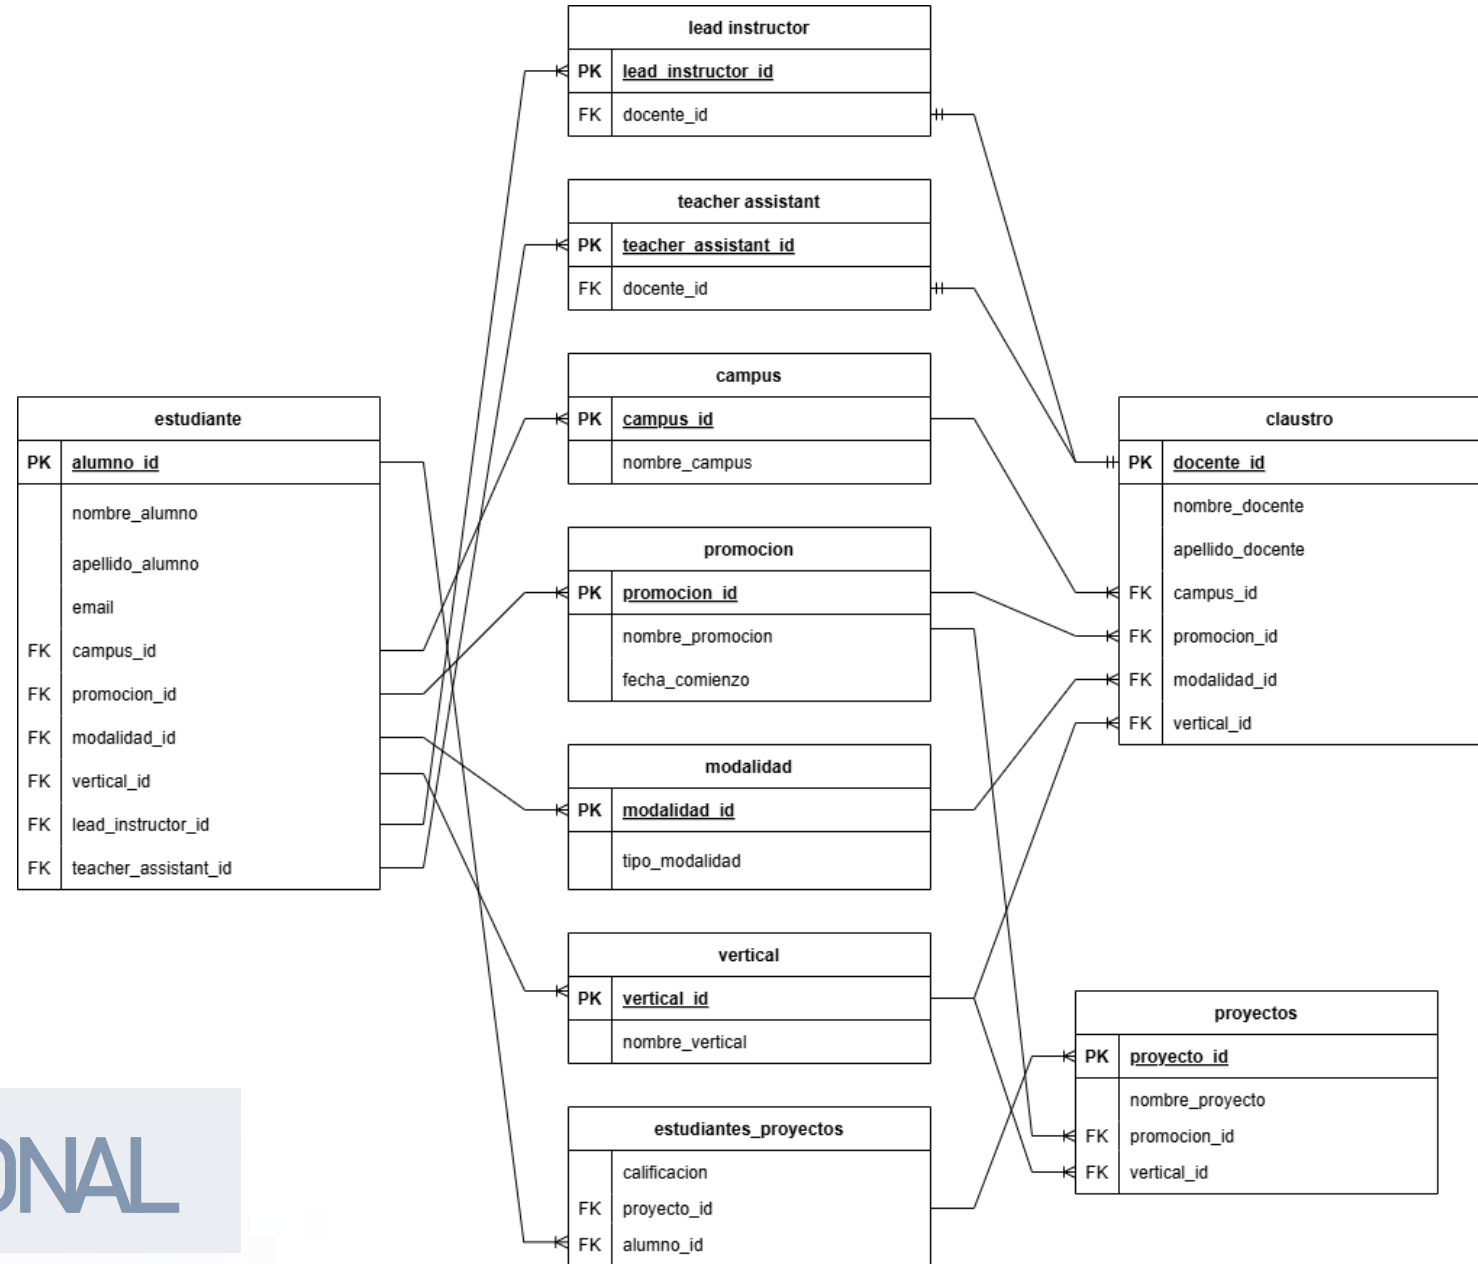 lead instructor
PK lead_instructor_id
FK docente_id
teacher assistant
PK teacher_assistant_id
FK docente_id
campus
PK campus_id
nombre_campus
promocion
PK promocion_id
nombre_promocion
fecha_comienzo
modalidad
PK modalidad_id
tipo_modalidad
vertical
PK vertical_id
nombre_vertical
estudiantes_proyectos
calificacion
FK proyecto_id
FK alumno_id
estudiante
PK alumno_id
nombre_alumno
apellido_alumno
email
FK campus_id
FK promocion_id
FK modalidad_id
FK vertical_id
FK lead_instructor_id
FK teacher_assistant_id
claustro
PK docente_id
nombre_docente
apellido_docente
FK campus_id
FK promocion_id
FK modalidad_id
FK vertical_id
proyectos
PK proyecto_id
nombre_proyecto
FK promocion_id
FK vertical_id